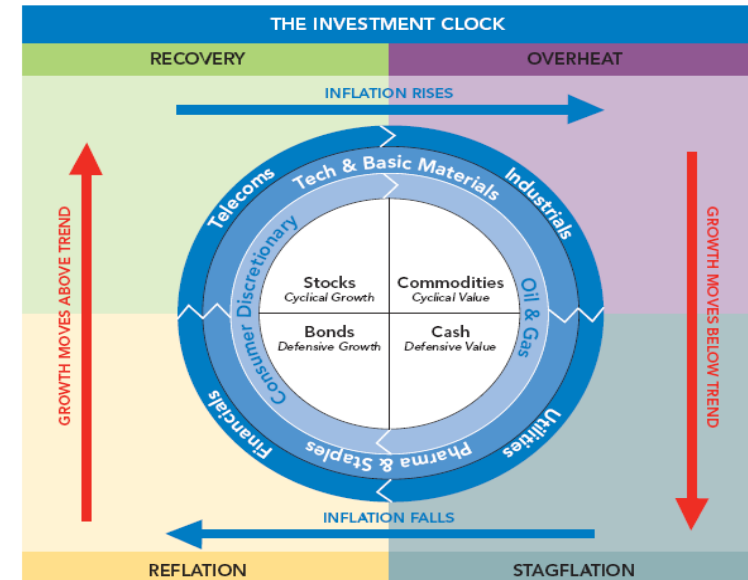 THE INVESTMENT CLOCK
RECOVERY
OVERHEAT
INFLATION RISES
GROWTH MOVES ABOVE TREND
GROWTH MOVES BELOW TREND
Telecoms
Tech & Basic Materials
Industrials
Consumer Discretionary
Oil & Gas
Stocks
Cyclical Growth
Commodities
Cyclical Value
Bonds
Defensive Growth
Cash
Defensive Value
Financials
Pharma & Staples
Utilities
INFLATION FALLS
REFLATION
STAGFLATION